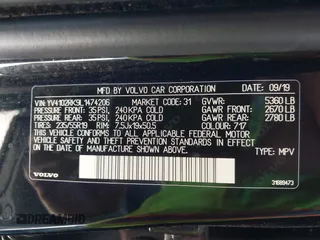 MFD. BY VOLVO CAR CORPORATION
DATE: 09/19
VIN: YV4102RK9L1474206 MARKET CODE: 31 GVWR: 5360 LB
PRESSURE FRONT: 35 PSI, 240 KPA COLD GAWR FRONT: 2670 LB
PRESSURE REAR: 35 PSI, 240 KPA COLD GAWR REAR: 2780 LB
TIRES: 235/55R19 RIMS: 7.5Jx19x50.5 COLOUR: 717
THIS VEHICLE CONFORMS TO ALL APPLICABLE FEDERAL MOTOR
VEHICLE SAFETY AND THEFT PREVENTION STANDARDS IN EFFECT
ON THE DATE OF MANUFACTURE SHOWN ABOVE.
TYPE: MPV
VOLVO
31689473
DREAMBID